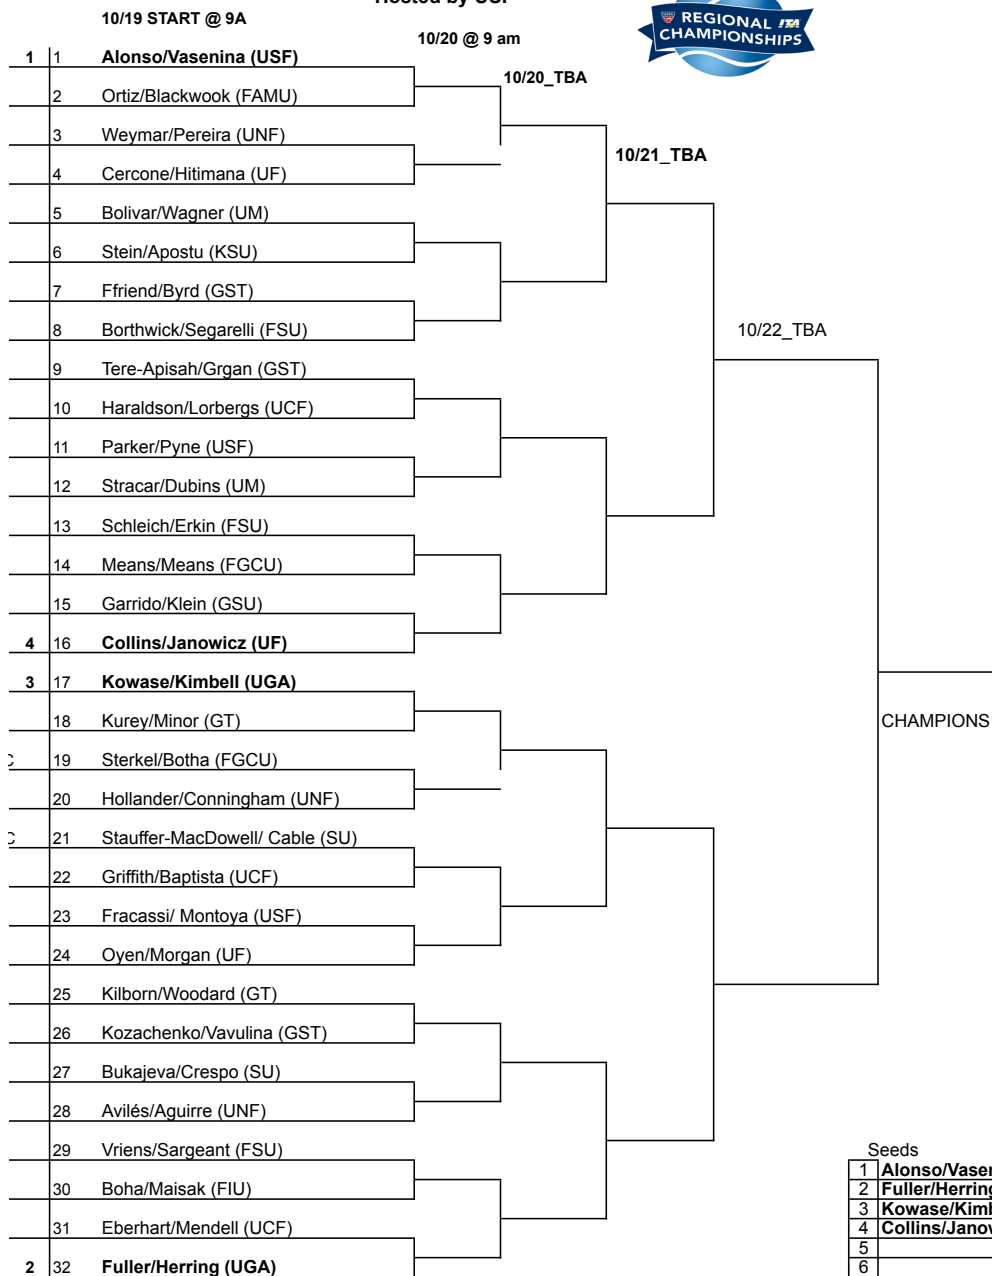 10/19 START @ 9A
10/20 @ 9 am
10/20_TBA
10/21_TBA
10/22_TBA
CHAMPIONS
REGIONAL ITA
CHAMPIONSHIPS
1 1 Alonso/Vasenina (USF)
2 Ortiz/Blackwook (FAMU)
3 Weymar/Pereira (UNF)
4 Cercone/Hitimana (UF)
5 Bolivar/Wagner (UM)
6 Stein/Apostu (KSU)
7 Ffriend/Byrd (GST)
8 Borthwick/Segarelli (FSU)
9 Tere-Apisah/Grgan (GST)
10 Haraldson/Lorbergs (UCF)
11 Parker/Pyne (USF)
12 Stracar/Dubins (UM)
13 Schleich/Erkin (FSU)
14 Means/Means (FGCU)
15 Garrido/Klein (GSU)
4 16 Collins/Janowicz (UF)
3 17 Kowase/Kimbell (UGA)
18 Kurey/Minor (GT)
19 Sterkel/Botha (FGCU)
20 Hollander/Conningham (UNF)
21 Stauffer-MacDowell/ Cable (SU)
22 Griffith/Baptista (UCF)
23 Fracassi/ Montoya (USF)
24 Oyen/Morgan (UF)
25 Kilborn/Woodard (GT)
26 Kozachenko/Vavulina (GST)
27 Bukajeva/Crespo (SU)
28 Avilés/Aguirre (UNF)
29 Vriens/Sargeant (FSU)
30 Boha/Maisak (FIU)
31 Eberhart/Mendell (UCF)
2 32 Fuller/Herring (UGA)
Seeds
1 Alonso/Vasen
2 Fuller/Herring
3 Kowase/Kimb
4 Collins/Janow
5
6